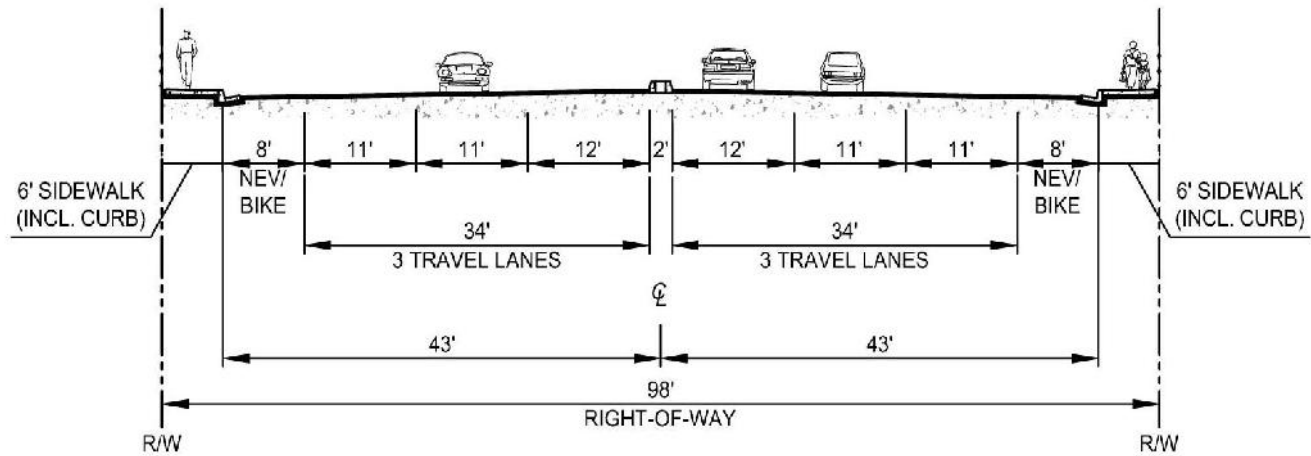 8' 11' 11' 12' 2' 12' 11' 11' 8'
NEV/
BIKE
NEV/
BIKE
6' SIDEWALK
(INCL. CURB)
6' SIDEWALK
(INCL. CURB)
34'
3 TRAVEL LANES
34'
3 TRAVEL LANES
℄
43' 43'
98'
RIGHT-OF-WAY
R/W R/W